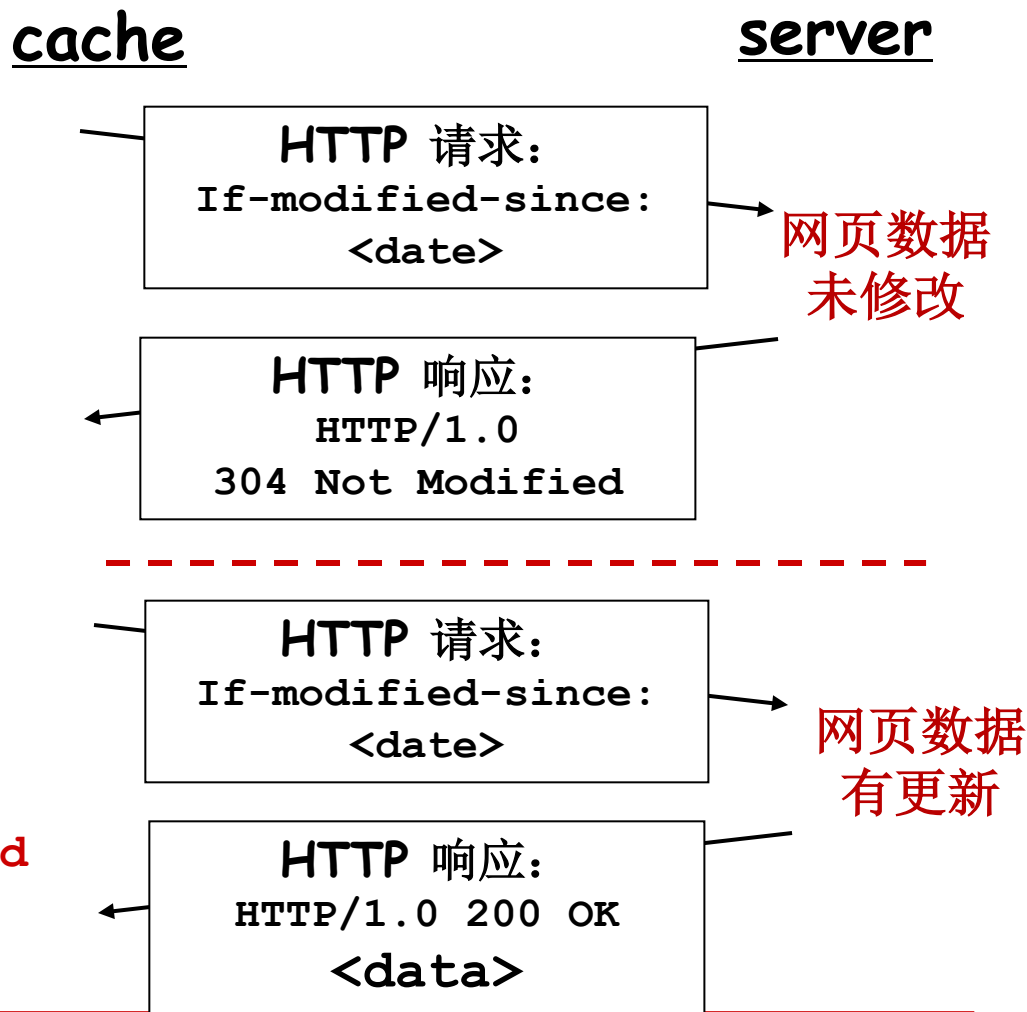 cache
server
HTTP 请求：
If-modified-since:
<date>
网页数据
未修改
HTTP 响应：
HTTP/1.0
304 Not Modified
HTTP 请求：
If-modified-since:
<date>
网页数据
有更新
d
HTTP 响应：
HTTP/1.0 200 OK
<data>